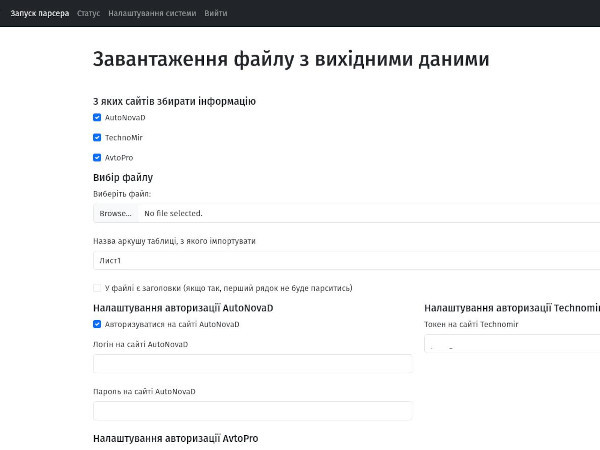 Запуск парсера Статус Налаштування системи Вийти
Завантаження файлу з вихідними даними
З яких сайтів збирати інформацію
AutoNovaD
TechnoMir
AvtoPro
Вибір файлу
Виберіть файл:
Browse... No file selected.
Назва аркушу таблиці, з якого імпортувати
Лист1
У файлі є заголовки (якщо так, перший рядок не буде парситись)
Налаштування авторизації AutoNovaD
Авторизуватися на сайті AutoNovaD
Логін на сайті AutoNovaD
Пароль на сайті AutoNovaD
Налаштування авторизації Technomir
Токен на сайті Technomir
Налаштування авторизації AvtoPro